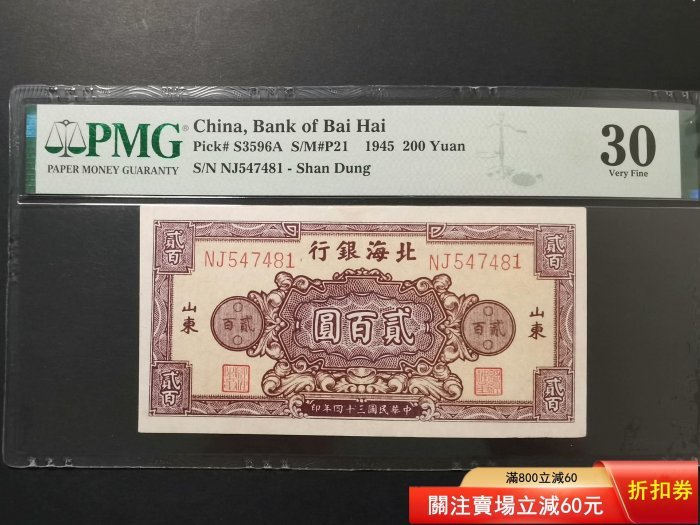 PMG
PAPER MONEY GUARANTY
China, Bank of Bai Hai
Pick# S3596A S/M#P21 1945 200 Yuan
S/N NJ547481 - Shan Dung
30
Very Fine
貳百
貳百
行銀海北
NJ547481
NJ547481
山東
山東
百貳
圓百貳
百貳
貳百
貳百
印年四十三國民華中
滿800立減60
關注賣場立減60元
折扣券